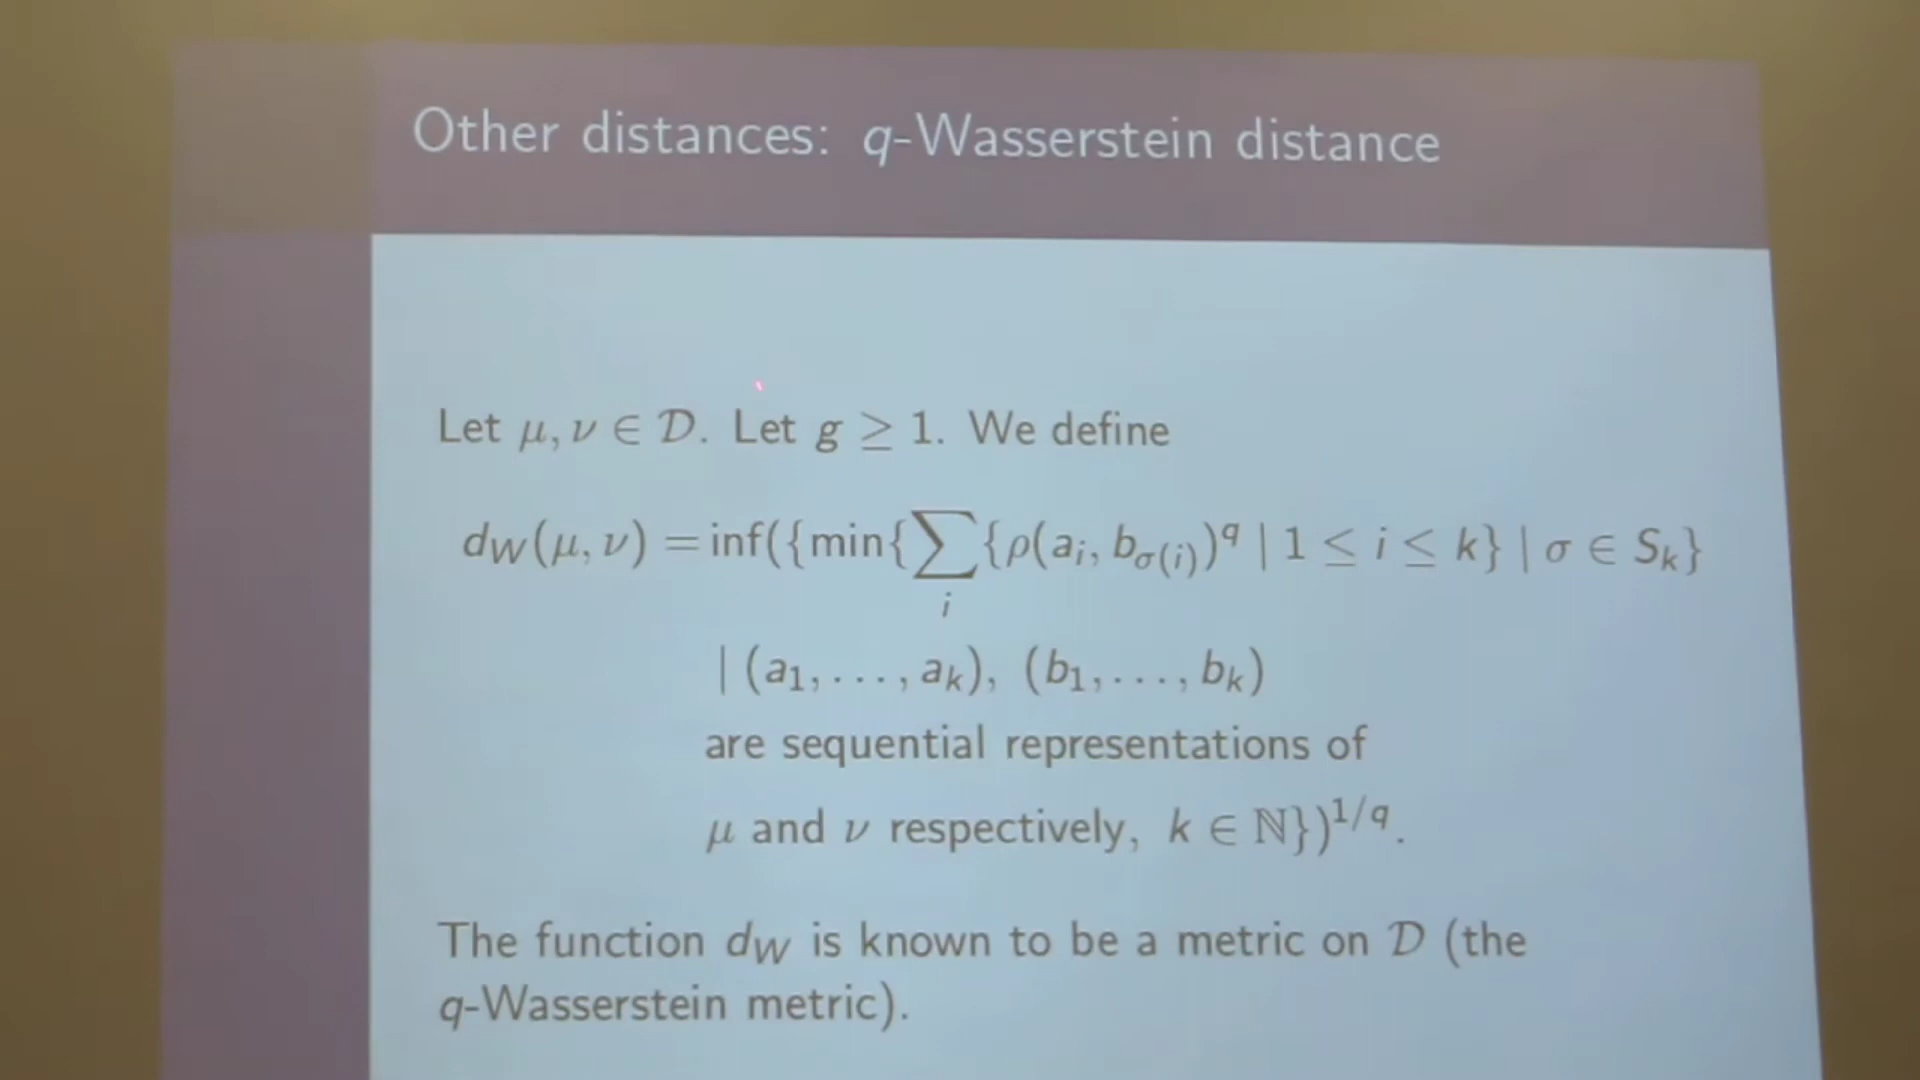 Other distances: q-Wasserstein distance
Let μ, ν ∈ 𝒟. Let g ≥ 1. We define
d_W(μ, ν) = inf({min{∑_i {ρ(a_i, b_{σ(i)})^q | 1 ≤ i ≤ k} | σ ∈ S_k}
| (a_1, . . . , a_k), (b_1, . . . , b_k)
are sequential representations of
μ and ν respectively, k ∈ ℕ})^{1/q}.
The function d_W is known to be a metric on 𝒟 (the
q-Wasserstein metric).